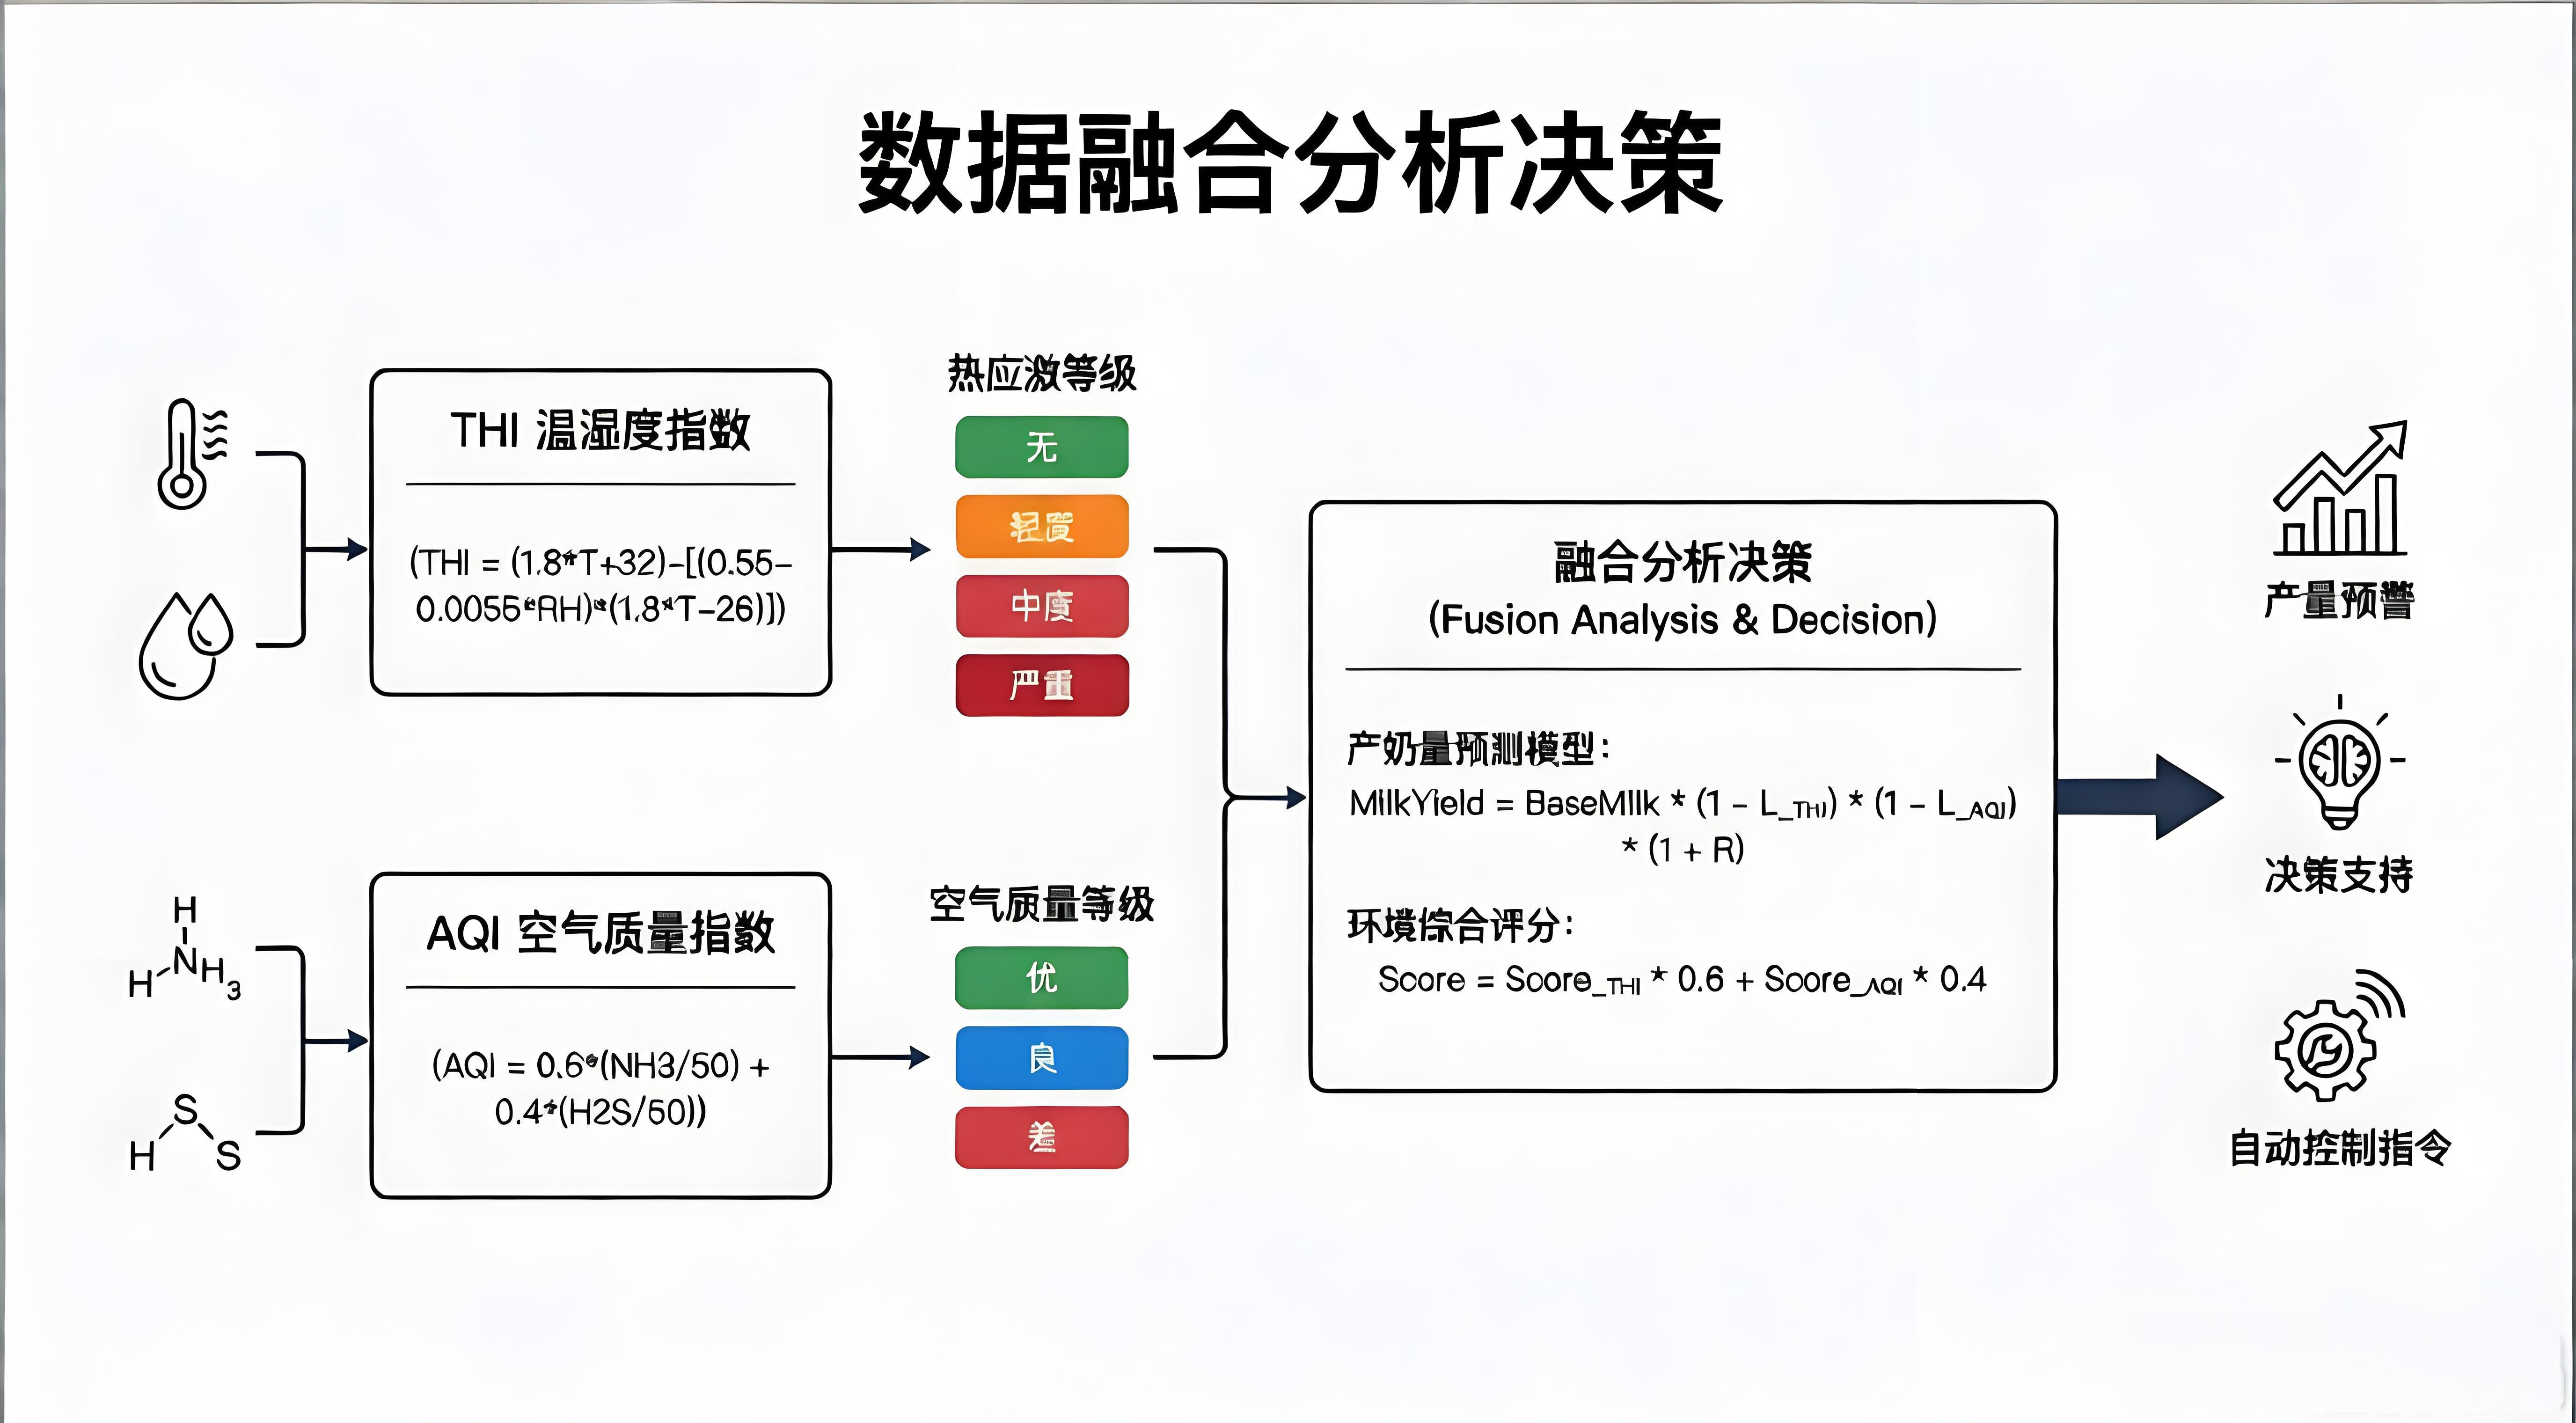 数据融合分析决策
THI 温湿度指数
(THI = (1.8*T+32)-[(0.55-
0.0055*RH)*(1.8*T-26)])
热应激等级
无
轻度
中度
严重
H
H N H3
S
H S
AQI 空气质量指数
(AQI = 0.6*(NH3/50) +
0.4*(H2S/50))
空气质量等级
优
良
差
融合分析决策
(Fusion Analysis & Decision)
产奶量预测模型:
MilkYield = BaseMilk * (1 - L_THI) * (1 - L_AQI)
* (1 + R)
环境综合评分:
Score = Score_THI * 0.6 + Score_AQI * 0.4
产量预警
决策支持
自动控制指令